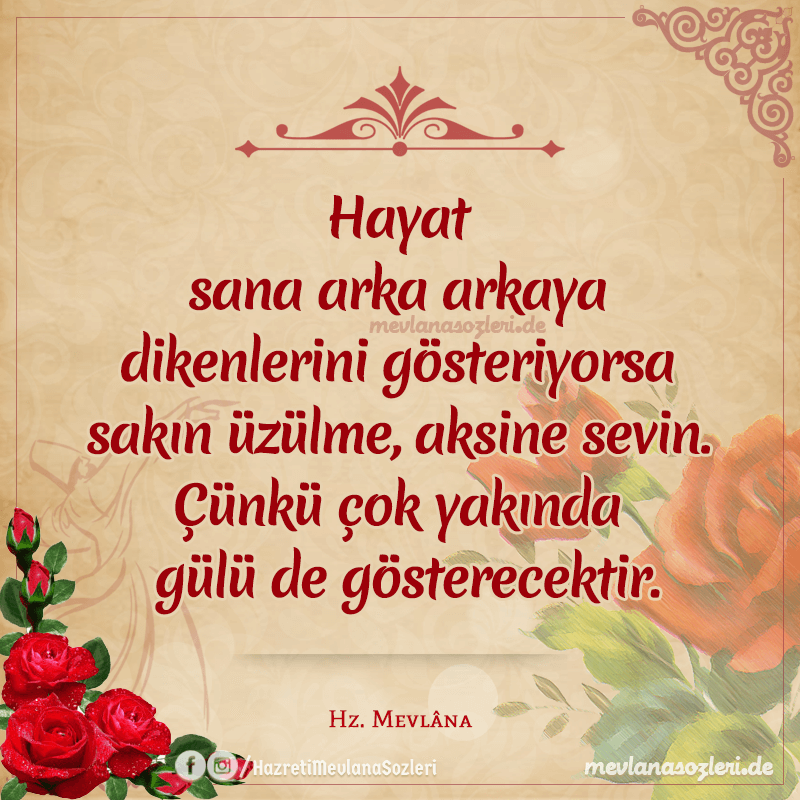 Hayat
sana arka arkaya
mevlanasozleri.de
dikenlerini gösteriyorsa
sakın üzülme, aksine sevin.
Çünkü çok yakında
gülü de gösterecektir.
Hz. Mevlâna
/HazretiMevlanaSozleri
mevlanasozleri.de